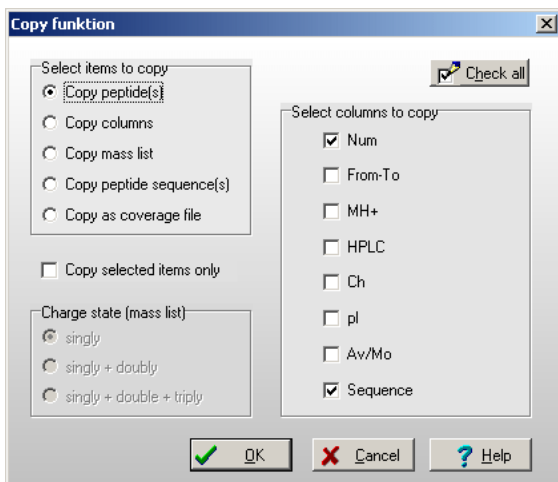 Copy funktion
Select items to copy
Copy peptide(s)
Copy columns
Copy mass list
Copy peptide sequence(s)
Copy as coverage file
Copy selected items only
Charge state (mass list)
singly
singly + doubly
singly + double + triply
Check all
Select columns to copy
Num
From-To
MH+
HPLC
Ch
pI
Av/Mo
Sequence
OK
Cancel
Help